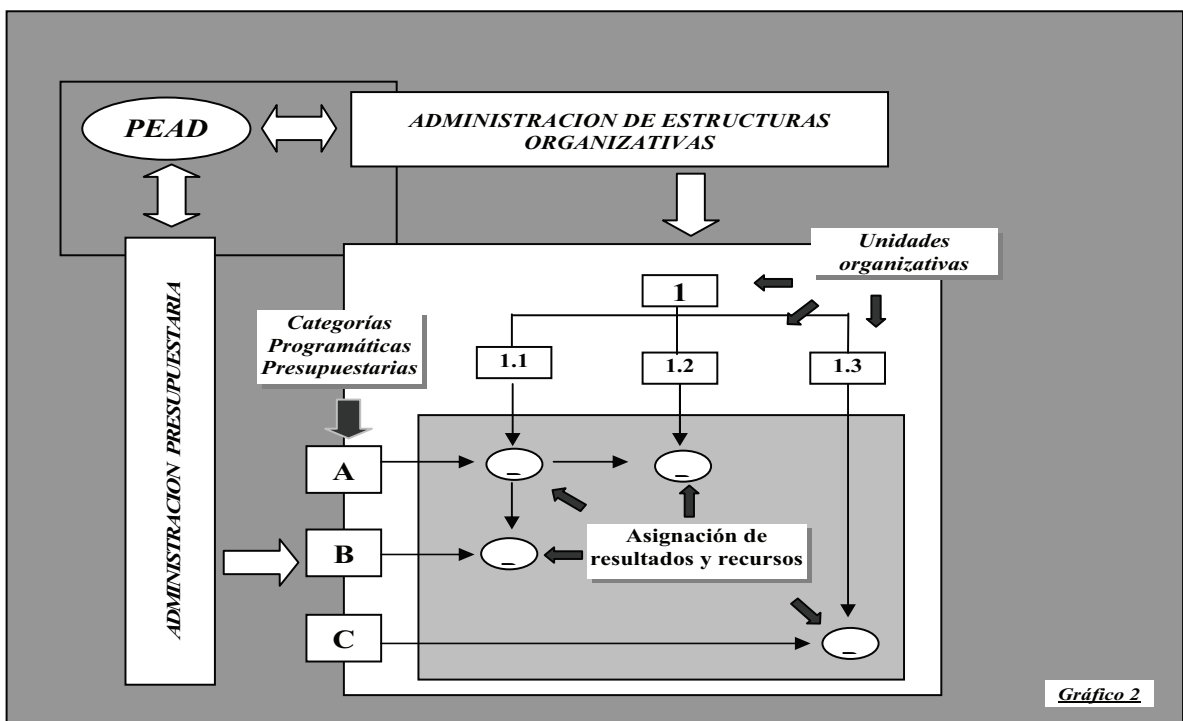 PEAD
ADMINISTRACION DE ESTRUCTURAS
ORGANIZATIVAS
ADMINISTRACION PRESUPUESTARIA
Unidades
organizativas
1
Categorías
Programáticas
Presupuestarias
1.1
1.2
1.3
A
_
_
B
_
Asignación de
resultados y recursos
C
_
Gráfico 2